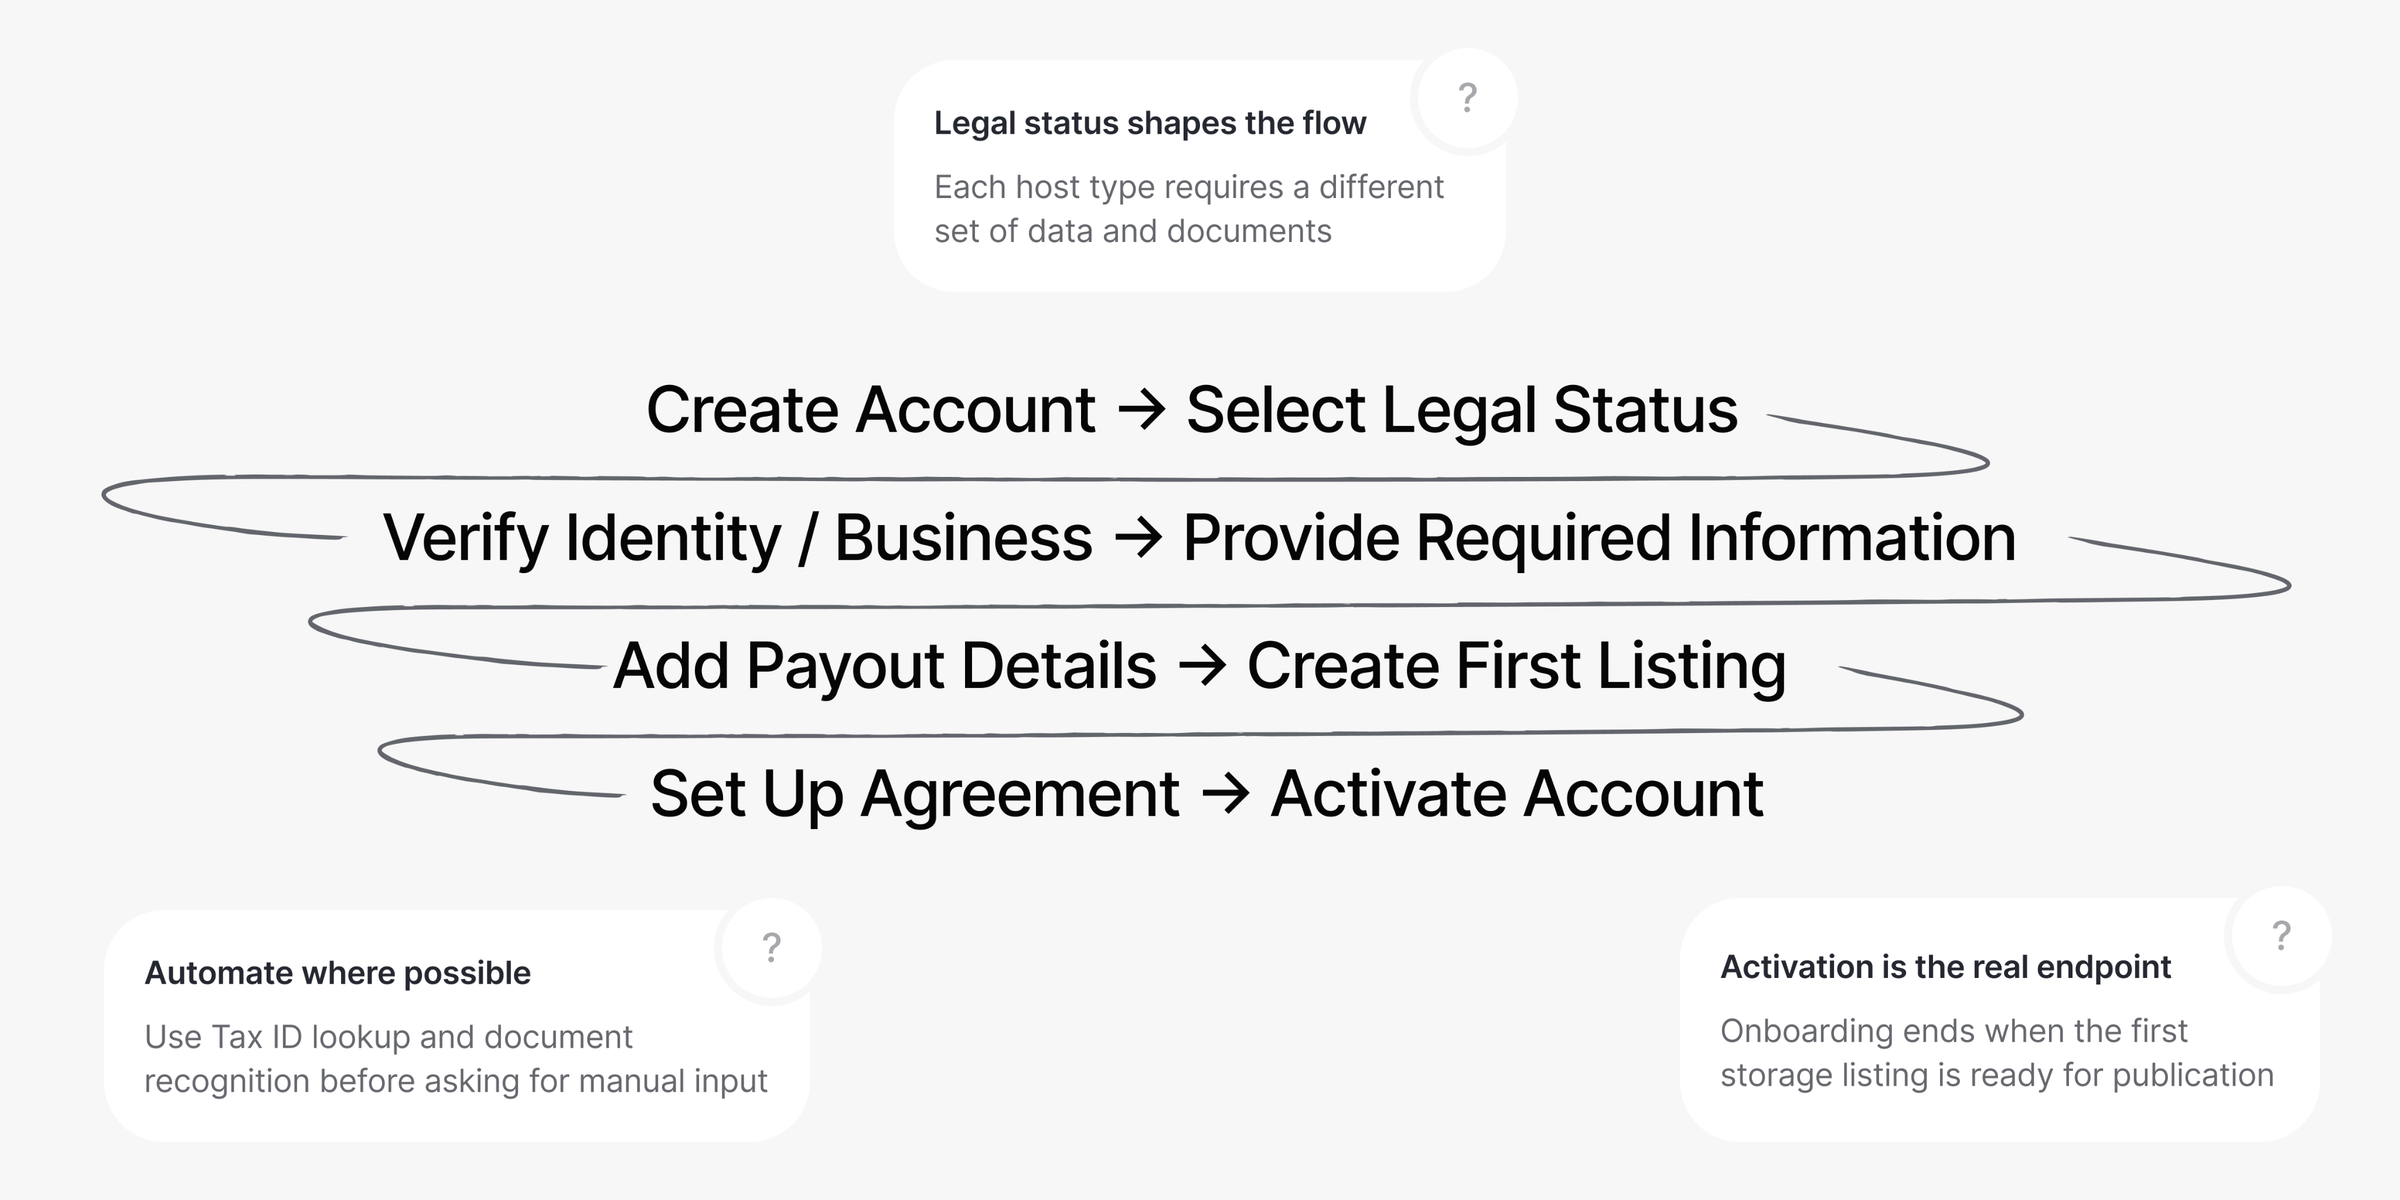 ?
Legal status shapes the flow
Each host type requires a different
set of data and documents
Create Account → Select Legal Status
Verify Identity / Business → Provide Required Information
Add Payout Details → Create First Listing
Set Up Agreement → Activate Account
?
Automate where possible
Use Tax ID lookup and document
recognition before asking for manual input
?
Activation is the real endpoint
Onboarding ends when the first
storage listing is ready for publication